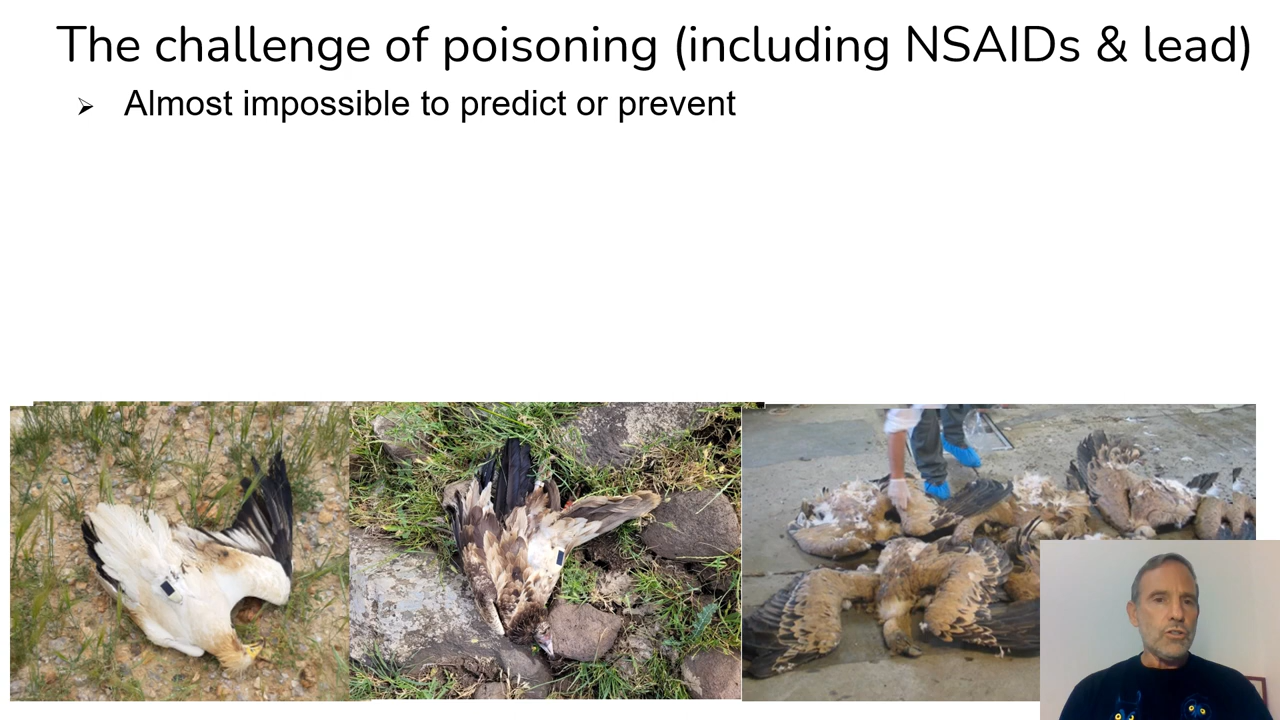 The challenge of poisoning (including NSAIDs & lead)
➢ Almost impossible to predict or prevent